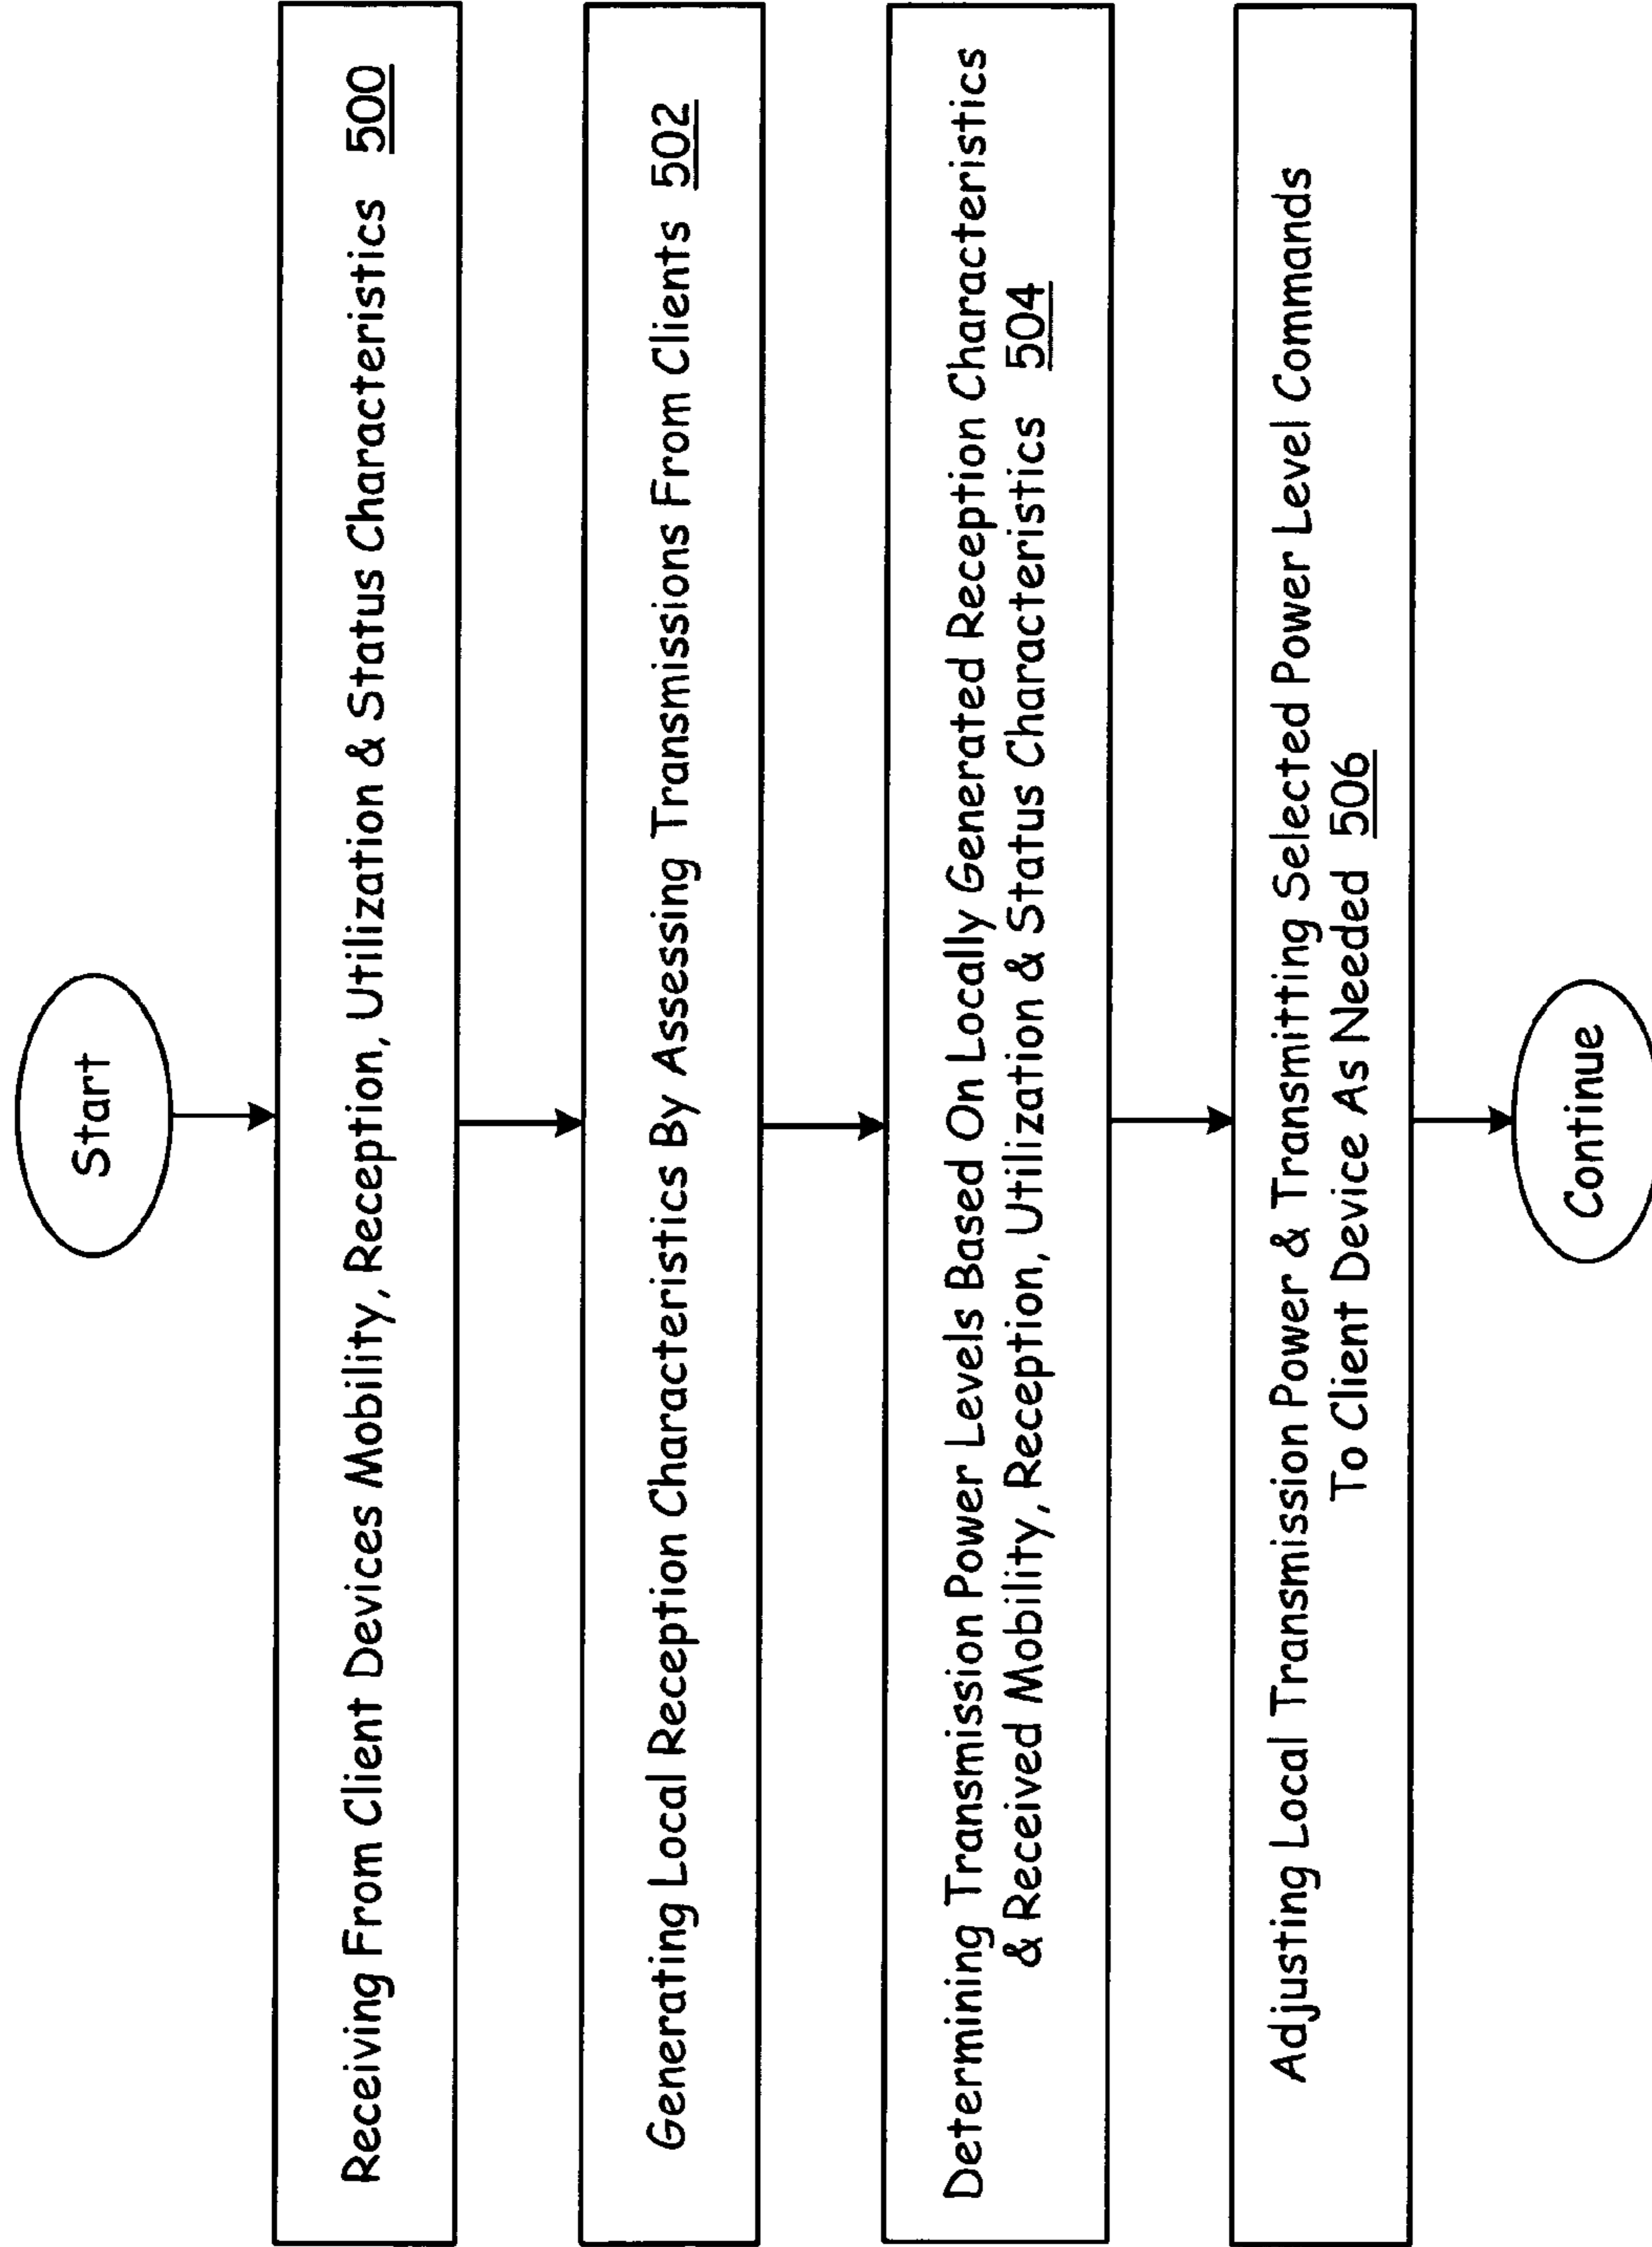 Start
Receiving From Client Devices Mobility, Reception, Utilization & Status Characteristics 500
Generating Local Reception Characteristics By Assessing Transmissions From Clients 502
Determining Transmission Power Levels Based On Locally Generated Reception Characteristics
& Received Mobility, Reception, Utilization & Status Characteristics 504
Adjusting Local Transmission Power & Transmitting Selected Power Level Commands
To Client Device As Needed 506
Continue